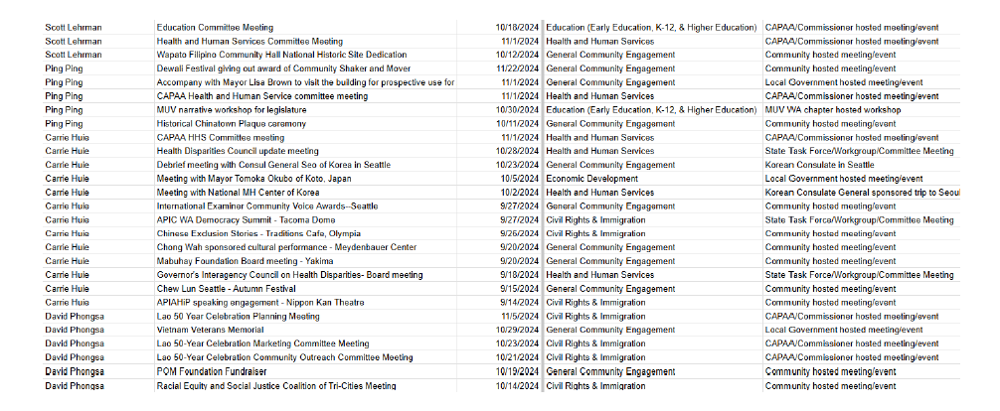 Scott Lehrman Education Committee Meeting 10/18/2024 Education (Early Education, K-12, & Higher Education) CAPAA/Commissioner hosted meeting/event
Scott Lehrman Health and Human Services Committee Meeting 11/1/2024 Health and Human Services CAPAA/Commissioner hosted meeting/event
Scott Lehrman Wapato Filipino Community Hall National Historic Site Dedication 10/12/2024 General Community Engagement Community hosted meeting/event
Ping Ping Dewali Festival giving out award of Community Shaker and Mover 11/22/2024 General Community Engagement Community hosted meeting/event
Ping Ping Accompany with Mayor Lisa Brown to visit the building for prospective use for 11/1/2024 General Community Engagement Local Government hosted meeting/event
Ping Ping CAPAA Health and Human Service committee meeting 11/1/2024 Health and Human Services CAPAA/Commissioner hosted meeting/event
Ping Ping MUV narrative workshop for legislature 10/30/2024 Education (Early Education, K-12, & Higher Education) MUV WA chapter hosted workshop
Ping Ping Historical Chinatown Plaque ceremony 10/11/2024 General Community Engagement Community hosted meeting/event
Carrie Huie CAPAA HHS Committee meeting 11/1/2024 Health and Human Services CAPAA/Commissioner hosted meeting/event
Carrie Huie Health Disparities Council update meeting 10/28/2024 Health and Human Services State Task Force/Workgroup/Committee Meeting
Carrie Huie Debrief meeting with Consul General Seo of Korea in Seattle 10/23/2024 General Community Engagement Korean Consulate in Seattle
Carrie Huie Meeting with Mayor Tomoka Okubo of Koto, Japan 10/5/2024 Economic Development Local Government hosted meeting/event
Carrie Huie Meeting with National MH Center of Korea 10/2/2024 Health and Human Services Korean Consulate General sponsored trip to Seoul
Carrie Huie International Examiner Community Voice Awards--Seattle 9/27/2024 General Community Engagement Community hosted meeting/event
Carrie Huie APIC WA Democracy Summit - Tacoma Dome 9/27/2024 Civil Rights & Immigration State Task Force/Workgroup/Committee Meeting
Carrie Huie Chinese Exclusion Stories - Traditions Cafe, Olympia 9/26/2024 Civil Rights & Immigration Community hosted meeting/event
Carrie Huie Chong Wah sponsored cultural performance - Meydenbauer Center 9/20/2024 General Community Engagement Community hosted meeting/event
Carrie Huie Mabuhay Foundation Board meeting - Yakima 9/20/2024 General Community Engagement Community hosted meeting/event
Carrie Huie Governor's Interagency Council on Health Disparities- Board meeting 9/18/2024 Health and Human Services State Task Force/Workgroup/Committee Meeting
Carrie Huie Chew Lun Seattle - Autumn Festival 9/15/2024 General Community Engagement Community hosted meeting/event
Carrie Huie APIAHiP speaking engagement - Nippon Kan Theatre 9/14/2024 Civil Rights & Immigration Community hosted meeting/event
David Phongsa Lao 50 Year Celebration Planning Meeting 11/5/2024 Civil Rights & Immigration CAPAA/Commissioner hosted meeting/event
David Phongsa Vietnam Veterans Memorial 10/29/2024 General Community Engagement Local Government hosted meeting/event
David Phongsa Lao 50-Year Celebration Marketing Committee Meeting 10/23/2024 Civil Rights & Immigration CAPAA/Commissioner hosted meeting/event
David Phongsa Lao 50-Year Celebration Community Outreach Committee Meeting 10/21/2024 Civil Rights & Immigration CAPAA/Commissioner hosted meeting/event
David Phongsa POM Foundation Fundraiser 10/19/2024 General Community Engagement Community hosted meeting/event
David Phongsa Racial Equity and Social Justice Coalition of Tri-Cities Meeting 10/14/2024 Civil Rights & Immigration Community hosted meeting/event